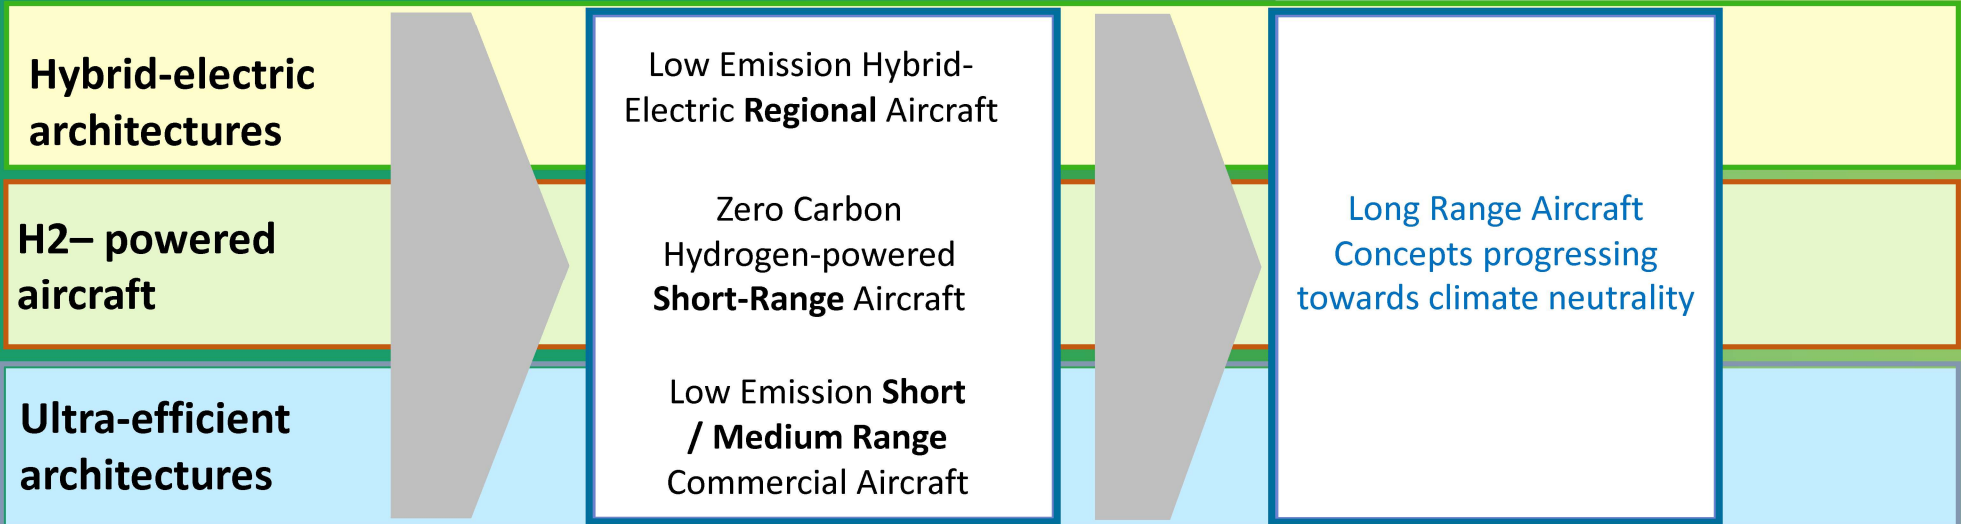 Hybrid-electric
architectures
Low Emission Hybrid-
Electric Regional Aircraft
H2– powered
aircraft
Zero Carbon
Hydrogen-powered
Short-Range Aircraft
Long Range Aircraft
Concepts progressing
towards climate neutrality
Ultra-efficient
architectures
Low Emission Short
/ Medium Range
Commercial Aircraft